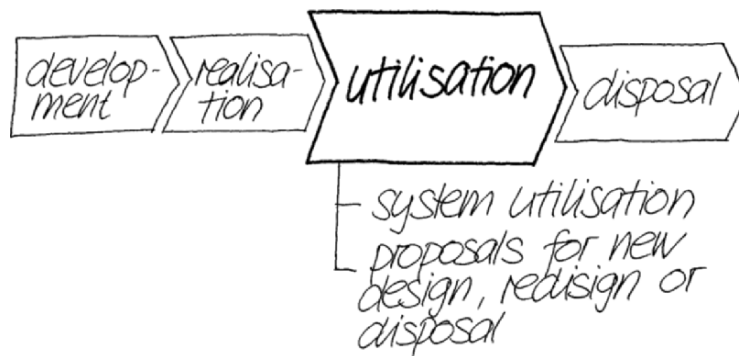 develop-
ment
realisa-
tion
utilisation
disposal
system utilisation
proposals for new
design, redisign or
disposal